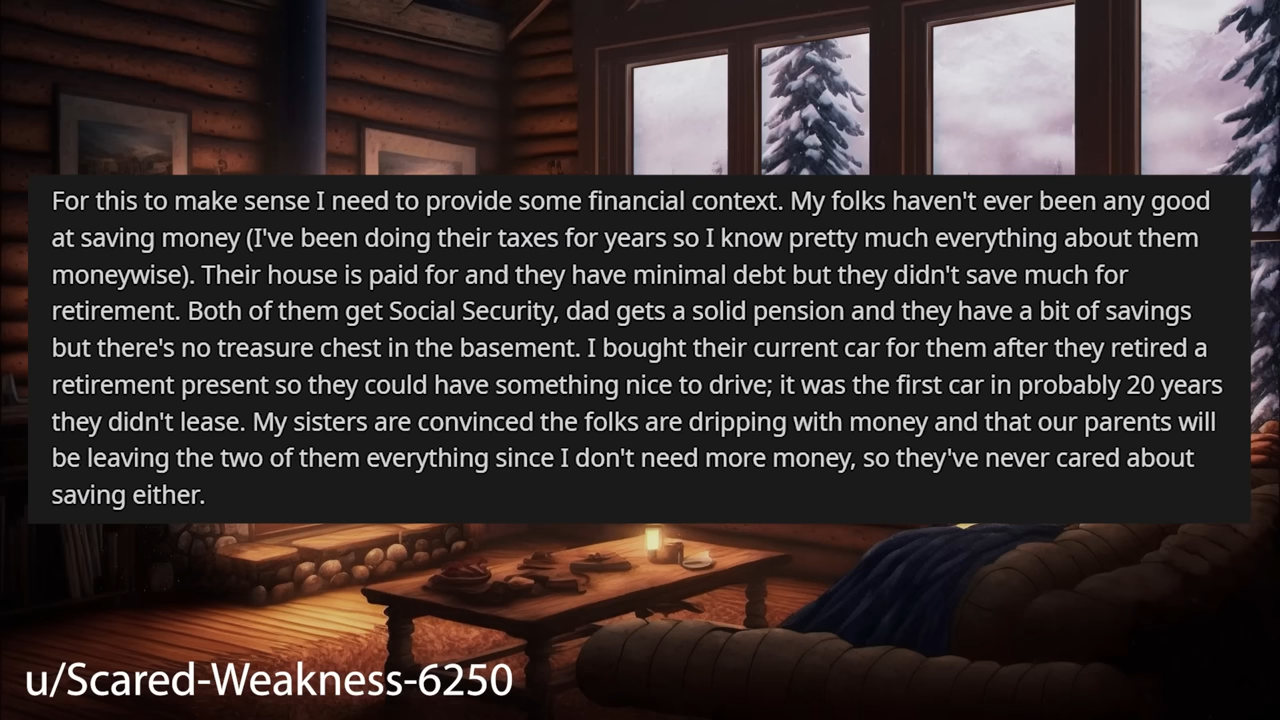 For this to make sense I need to provide some financial context. My folks haven't ever been any good
at saving money (I've been doing their taxes for years so I know pretty much everything about them
moneywise). Their house is paid for and they have minimal debt but they didn't save much for
retirement. Both of them get Social Security, dad gets a solid pension and they have a bit of savings
but there's no treasure chest in the basement. I bought their current car for them after they retired a
retirement present so they could have something nice to drive; it was the first car in probably 20 years
they didn't lease. My sisters are convinced the folks are dripping with money and that our parents will
be leaving the two of them everything since I don't need more money, so they've never cared about
saving either.
u/Scared-Weakness-6250